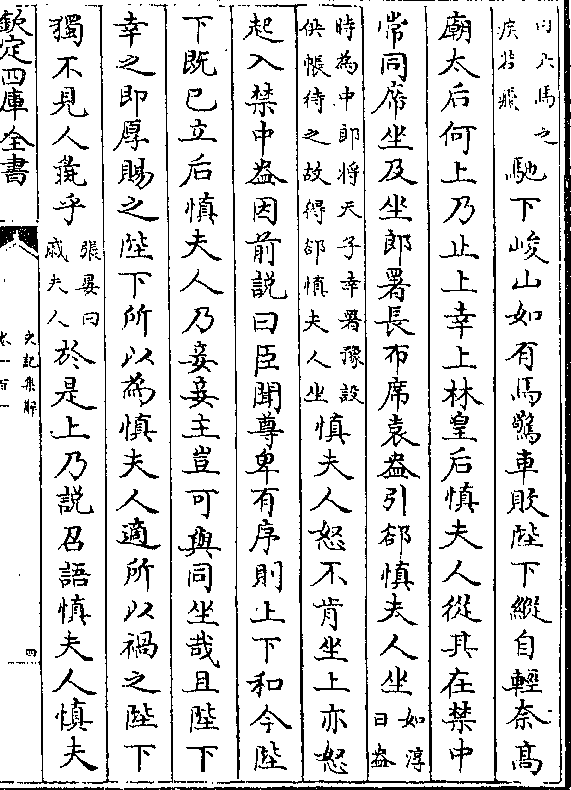 曰六馬之
疾若飛
馳下峻山如有馬驚車敗陛下縱自輕奈髙
廟太后何上乃止上幸上林皇后慎夫人從其在禁中
常同席坐及坐郎署長布席袁盎引郤慎夫人坐
如淳
曰盎
時為中郎將天子幸署豫設
供帳待之故得郤慎夫人坐
慎夫人怒不肯坐上亦怒
起入禁中盎因前説曰臣聞尊卑有序則上下和今陛
下既已立后慎夫人乃妾妾主豈可與同坐哉且陛下
幸之即厚賜之陛下所以為慎夫人適所以禍之陛下
獨不見人彘乎
張晏曰
戚夫人
於是上乃説召語慎夫人慎夫
欽定四庫全書
史記集解
卷一百一
四